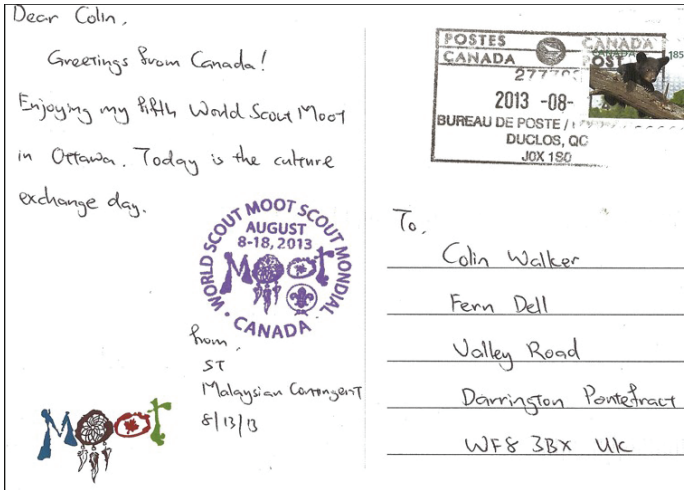 Dear Colin,
Greetings from Canada!
Enjoying my fifth World Scout Moot
in Ottawa. Today is the culture
exchange day.
WORLD SCOUT MOOT SCOUT MONDIAL
AUGUST
8-18, 2013
MOOT
• CANADA •
from,
ST
Malaysian Contingent
8/13/13
MOOT
POSTES CANADA
CANADA POST
2013 -08-
BUREAU DE POSTE /
DUCLOS, QC
J0X 1S0
CANADA 185
To,
Colin Walker
Fern Dell
Valley Road
Darrington Pontefract
WF8 3BX UK